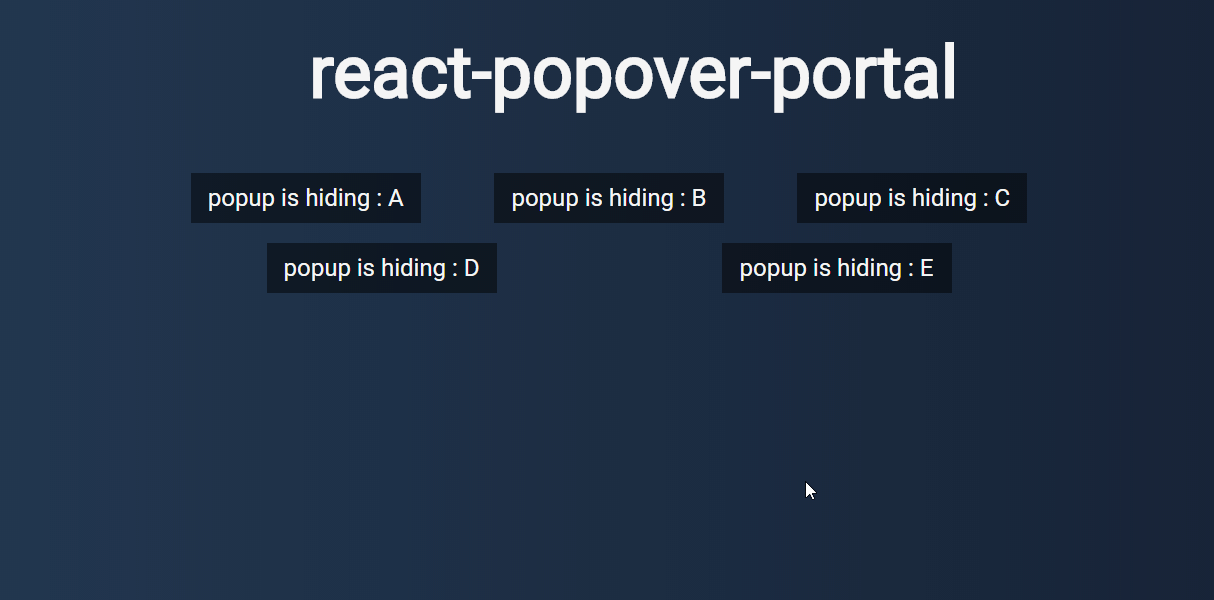 react-popover-portal
popup is hiding : A
popup is hiding : B
popup is hiding : C
popup is hiding : D
popup is hiding : E